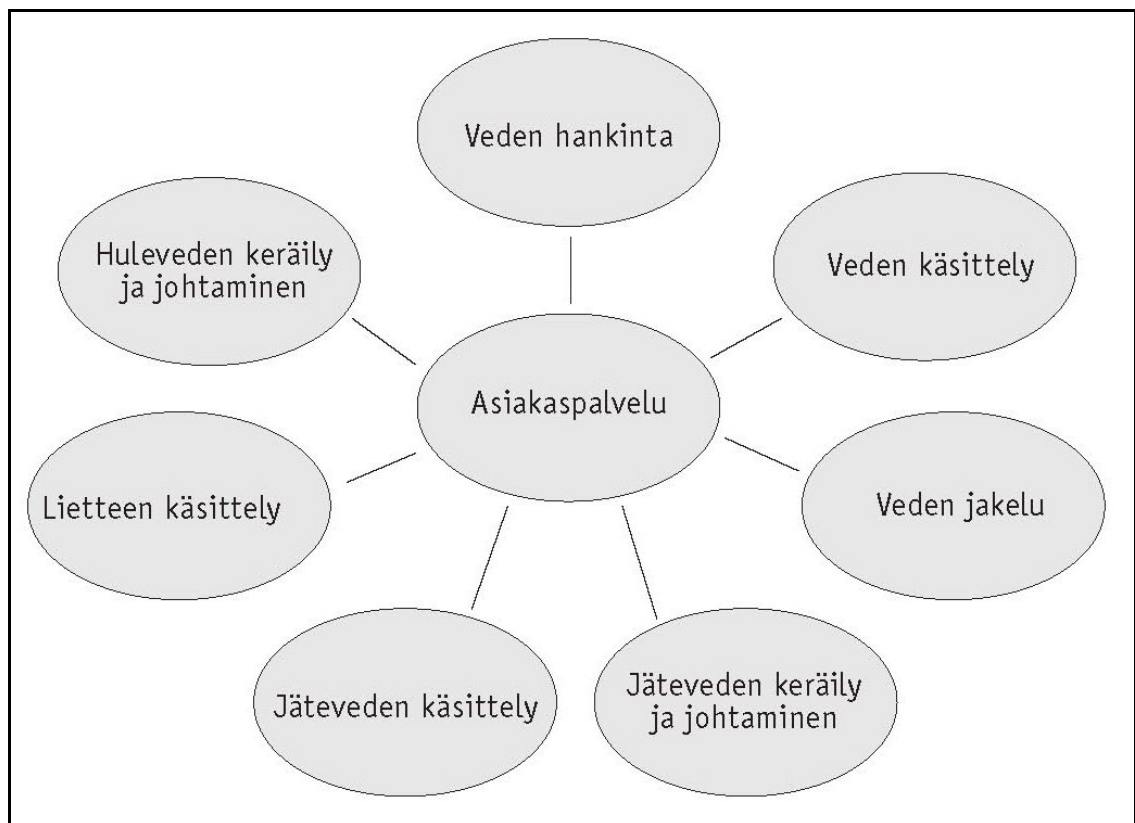 Veden hankinta
Huleveden keräily
ja johtaminen
Veden käsittely
Asiakaspalvelu
Lietteen käsittely
Veden jakelu
Jäteveden käsittely
Jäteveden keräily
ja johtaminen